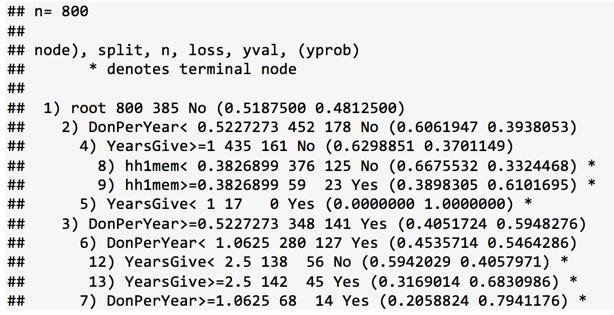 ## n= 800
##
## node), split, n, loss, yval, (yprob)
##       * denotes terminal node
##
##  1) root 800 385 No (0.5187500 0.4812500)
##    2) DonPerYear< 0.5227273 452 178 No (0.6061947 0.3938053)
##      4) YearsGive>=1 435 161 No (0.6298851 0.3701149)
##        8) hh1mem< 0.3826899 376 125 No (0.6675532 0.3324468) *
##        9) hh1mem>=0.3826899 59  23 Yes (0.3898305 0.6101695) *
##      5) YearsGive< 1 17   0 Yes (0.0000000 1.0000000) *
##    3) DonPerYear>=0.5227273 348 141 Yes (0.4051724 0.5948276)
##      6) DonPerYear< 1.0625 280 127 Yes (0.4535714 0.5464286)
##       12) YearsGive< 2.5 138  56 No (0.5942029 0.4057971) *
##       13) YearsGive>=2.5 142  45 Yes (0.3169014 0.6830986) *
##      7) DonPerYear>=1.0625 68  14 Yes (0.2058824 0.7941176) *